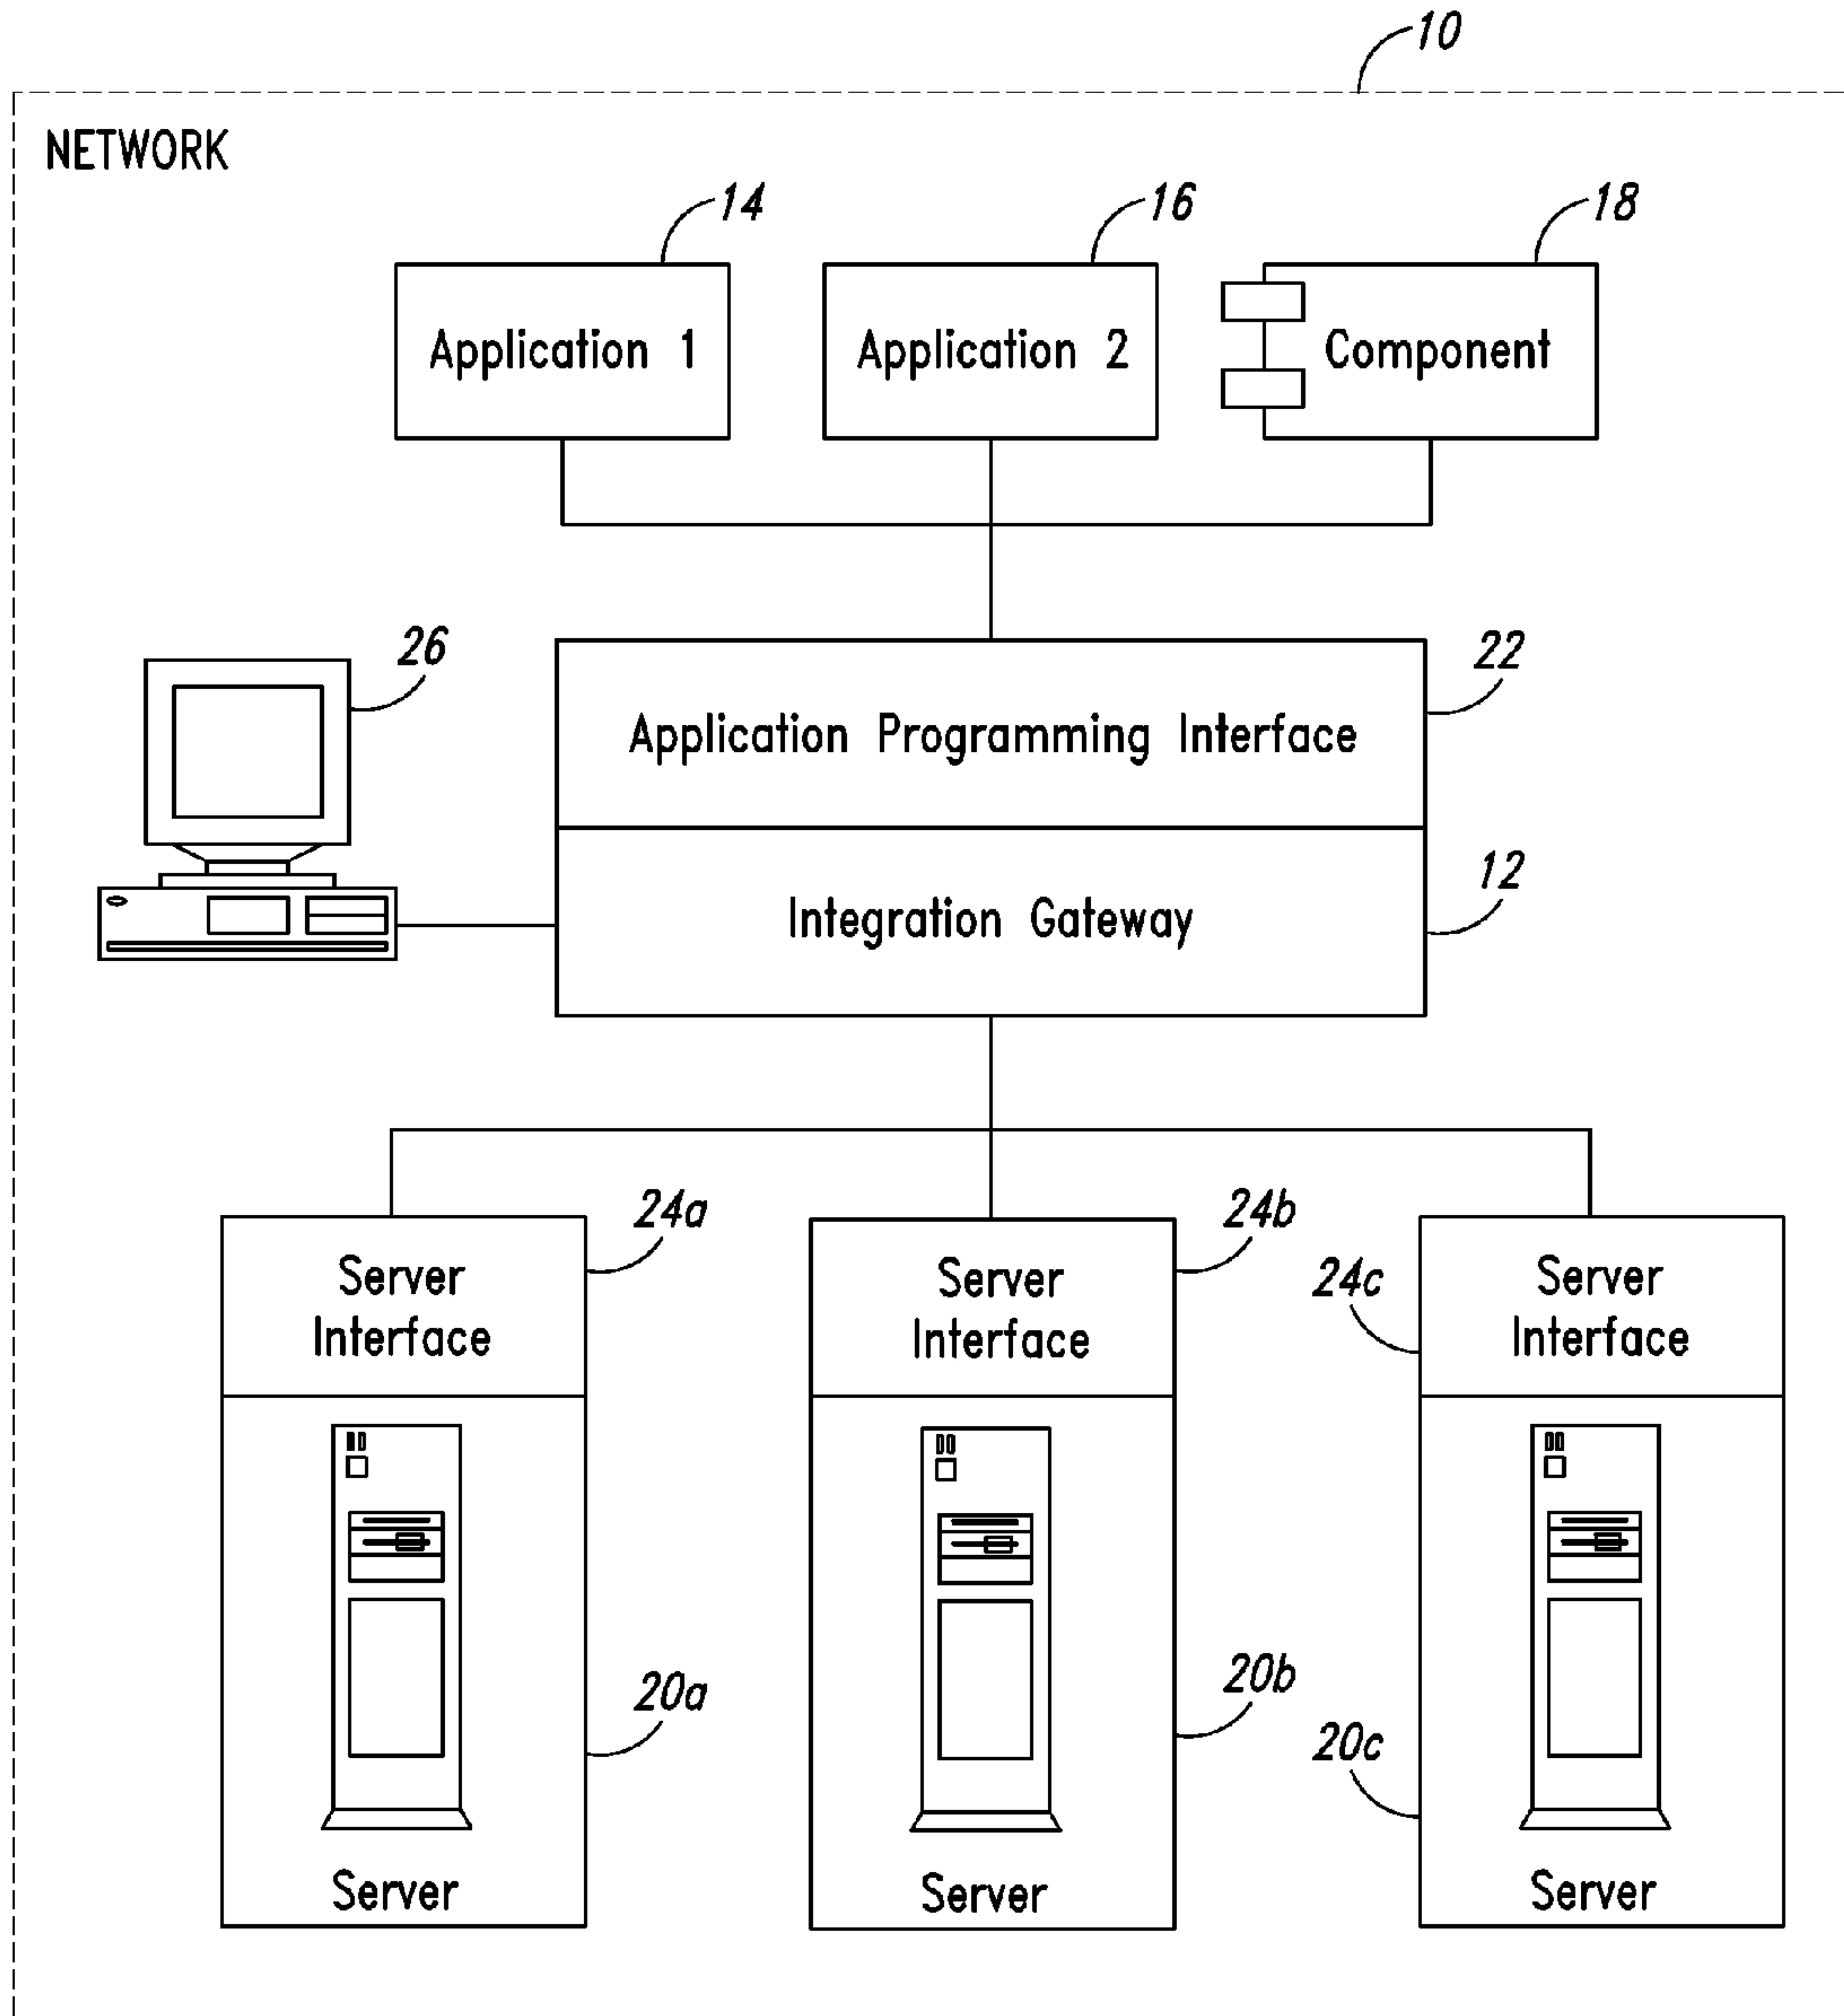 10
NETWORK
14
16
18
Application 1
Application 2
Component
26
22
Application Programming Interface
12
Integration Gateway
24a
24b
24c
Server
Interface
Server
Interface
Server
Interface
20a
20b
20c
Server
Server
Server